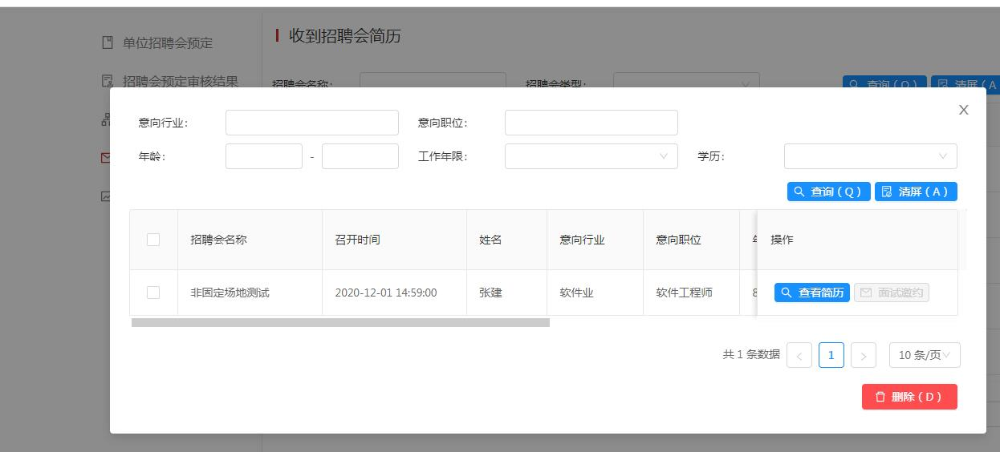 单位招聘会预定
收到招聘会简历
招聘会预定审核结果
招聘会名称：
招聘会类型：
查询（Q）
清屏（A
X
意向行业：
意向职位：
年龄：
-
工作年限：
学历：
查询（Q）
清屏（A）
招聘会名称 召开时间 姓名 意向行业 意向职位 操作
非固定场地测试 2020-12-01 14:59:00 张建 软件业 软件工程师 查看简历 面试邀约
共 1 条数据 < 1 > 10 条/页
删除（D）